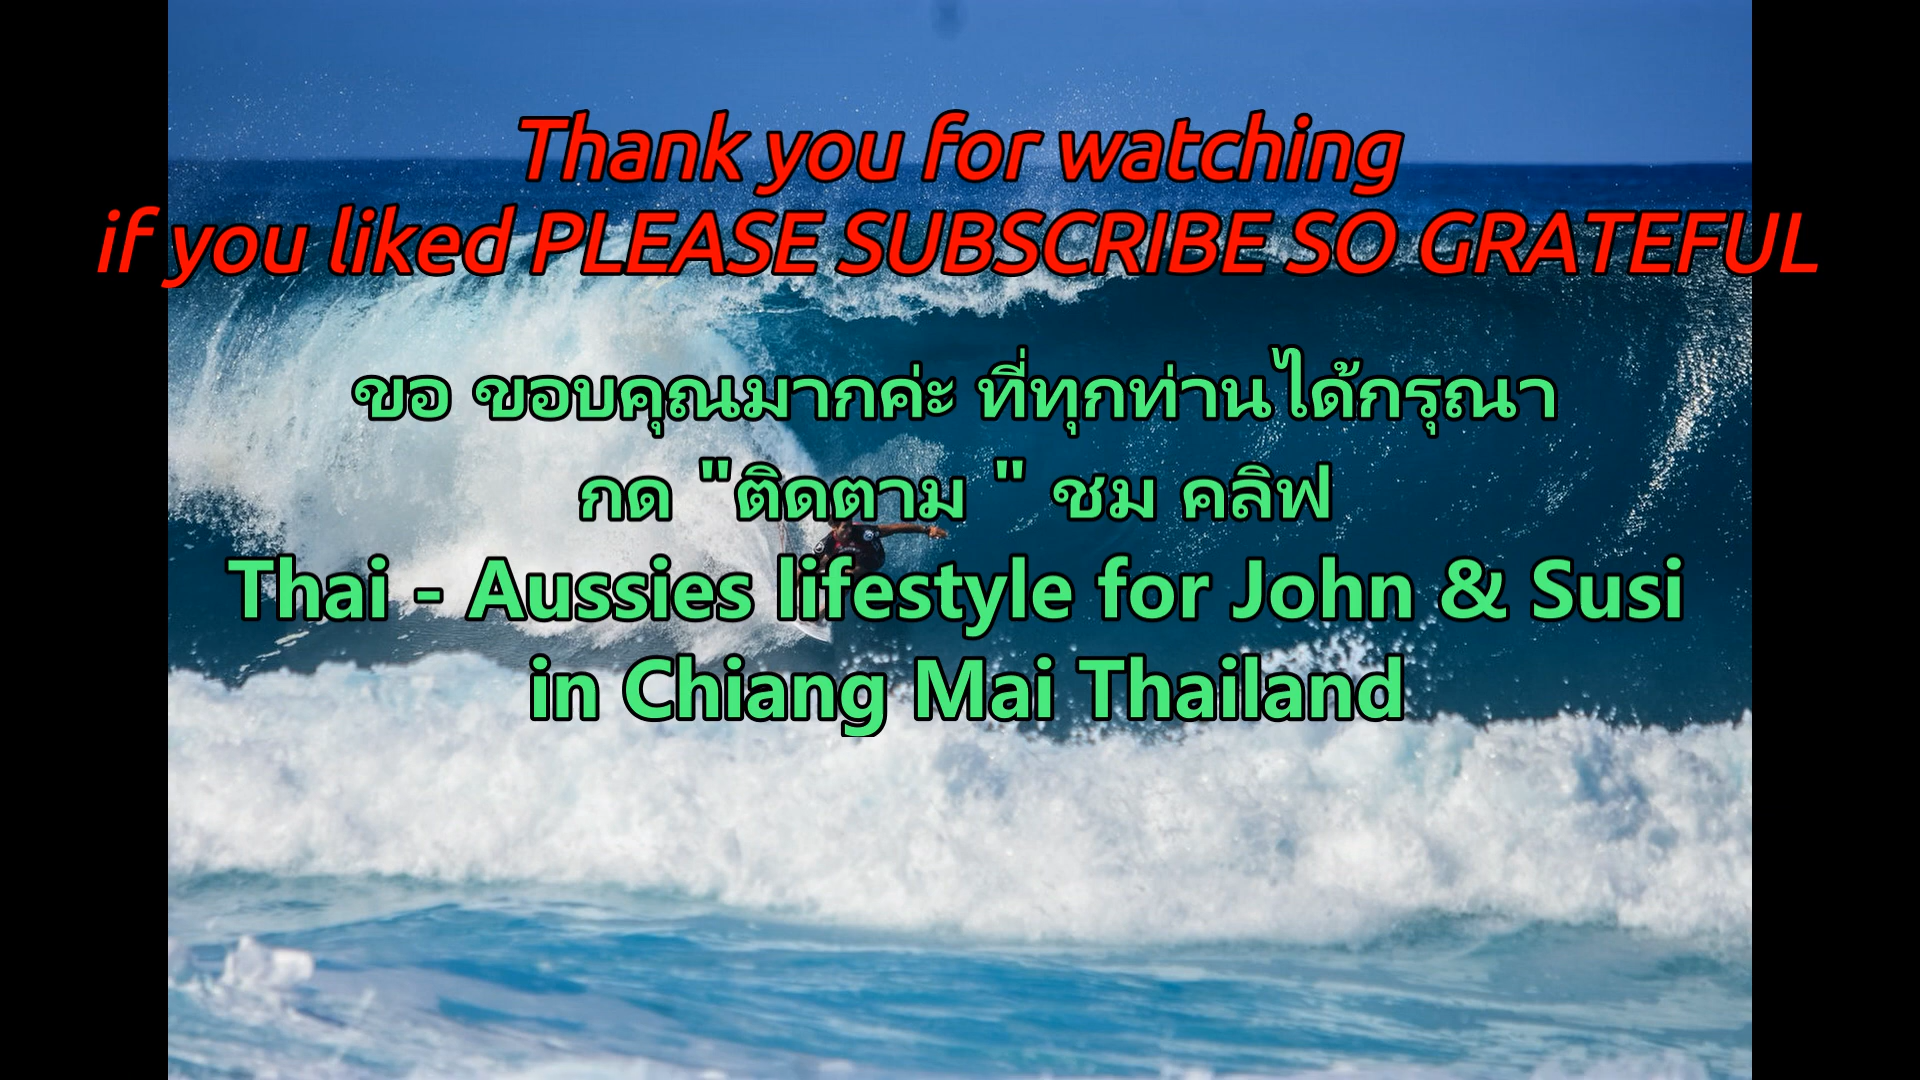 Thank you for watching
if you liked PLEASE SUBSCRIBE SO GRATEFUL
ขอ ขอบคุณมากค่ะ ที่ทุกท่านได้กรุณา
กด "ติดตาม " ชม คลิฟ
Thai - Aussies lifestyle for John & Susi
in Chiang Mai Thailand